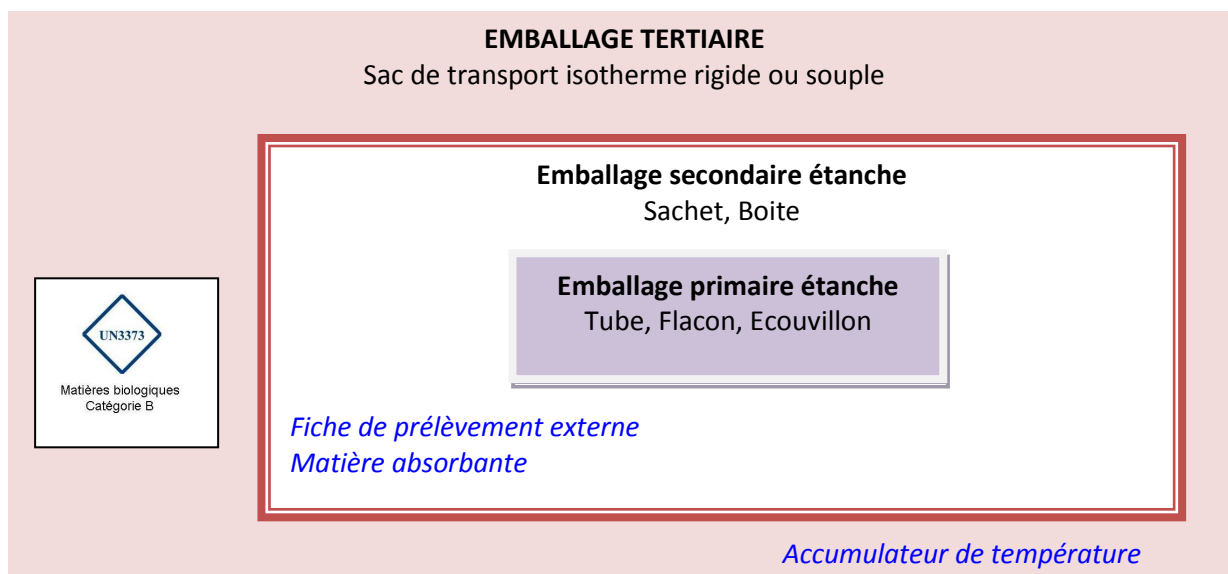 EMBALLAGE TERTIAIRE
Sac de transport isotherme rigide ou souple
Emballage secondaire étanche
Sachet, Boite
Emballage primaire étanche
Tube, Flacon, Ecouvillon
UN3373
Matières biologiques
Catégorie B
Fiche de prélèvement externe
Matière absorbante
Accumulateur de température